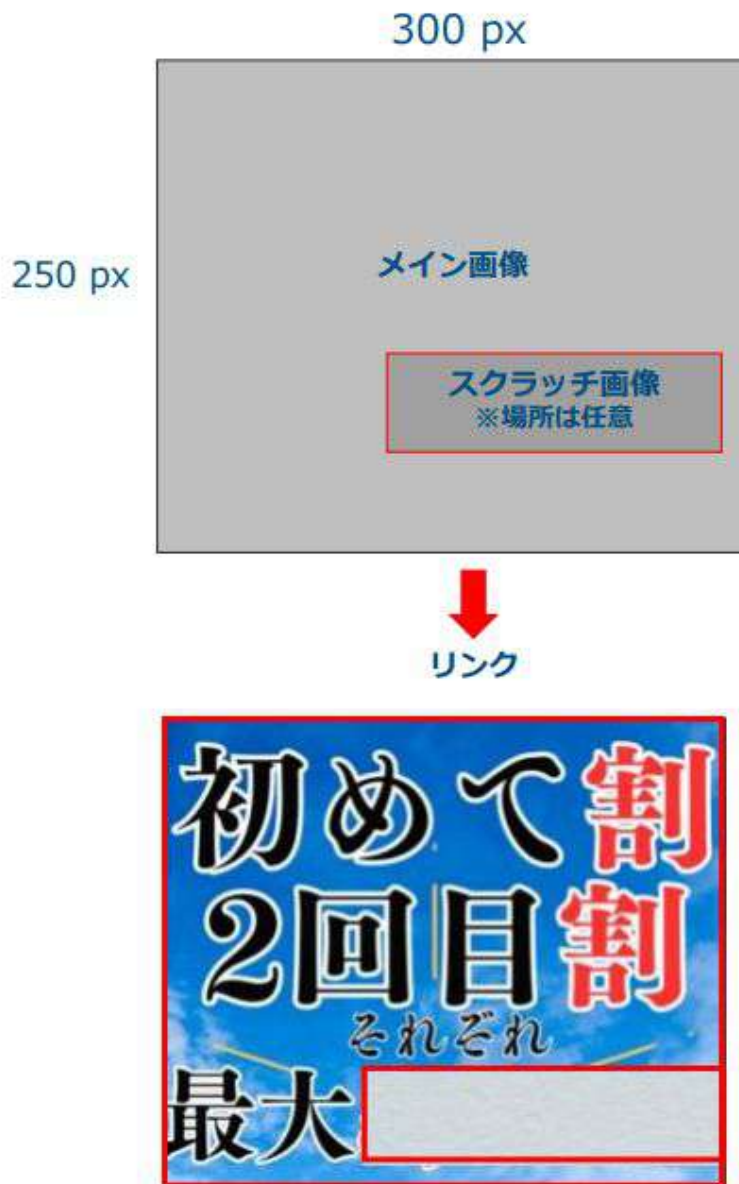 300 px
250 px
メイン画像
スクラッチ画像
※場所は任意
リンク
初めて割
2回目割
それぞれ
最大